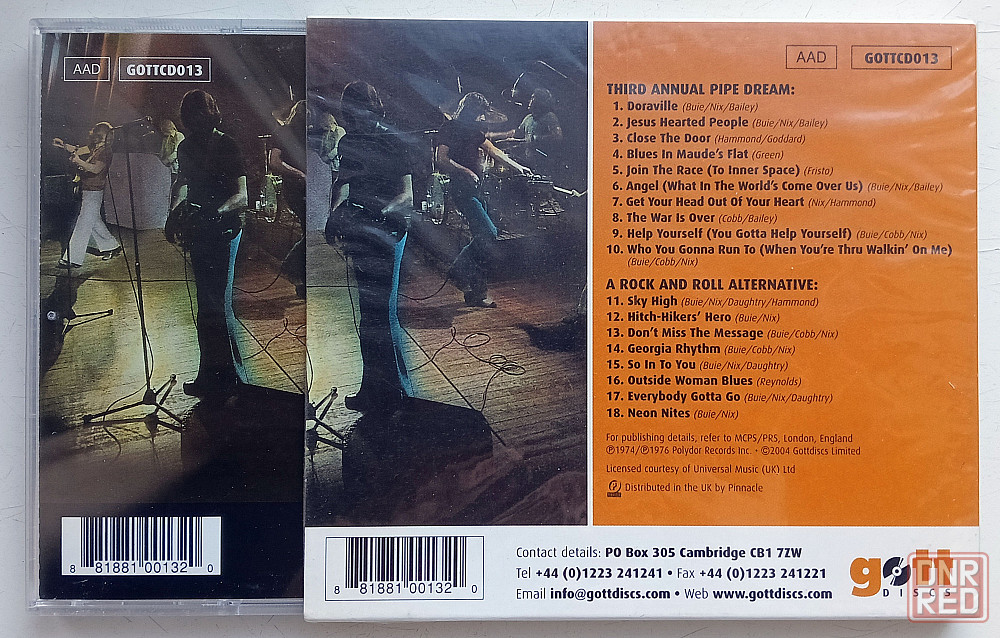 AAD GOTTCD013
8 81881 00132 0
AAD GOTTCD013
THIRD ANNUAL PIPE DREAM:
1. Doraville (Buie/Nix/Bailey)
2. Jesus Hearted People (Buie/Nix/Bailey)
3. Close The Door (Hammond/Goddard)
4. Blues In Maude's Flat (Green)
5. Join The Race (To Inner Space) (Fristo)
6. Angel (What In The World's Come Over Us) (Buie/Nix/Bailey)
7. Get Your Head Out Of Your Heart (Nix/Hammond)
8. The War Is Over (Cobb/Bailey)
9. Help Yourself (You Gotta Help Yourself) (Buie/Cobb/Nix)
10. Who You Gonna Run To (When You're Thru Walkin' On Me)
(Buie/Cobb/Nix)
A ROCK AND ROLL ALTERNATIVE:
11. Sky High (Buie/Nix/Daughtry/Hammond)
12. Hitch-Hikers' Hero (Buie/Nix)
13. Don't Miss The Message (Buie/Cobb/Nix)
14. Georgia Rhythm (Buie/Cobb/Nix)
15. So In To You (Buie/Nix/Daughtry)
16. Outside Woman Blues (Reynolds)
17. Everybody Gotta Go (Buie/Nix/Daughtry)
18. Neon Nites (Buie/Nix)
For publishing details, refer to MCPS/PRS, London, England
℗1974/℗1976 Polydor Records Inc. • ©2004 Gottdiscs Limited
Licensed courtesy of Universal Music (UK) Ltd
Distributed in the UK by Pinnacle
8 81881 00132 0
Contact details: PO Box 305 Cambridge CB1 7ZW
Tel +44 (0)1223 241241 • Fax +44 (0)1223 241221
Email info@gottdiscs.com • Web www.gottdiscs.com
gott
DISCS
DNR
RED